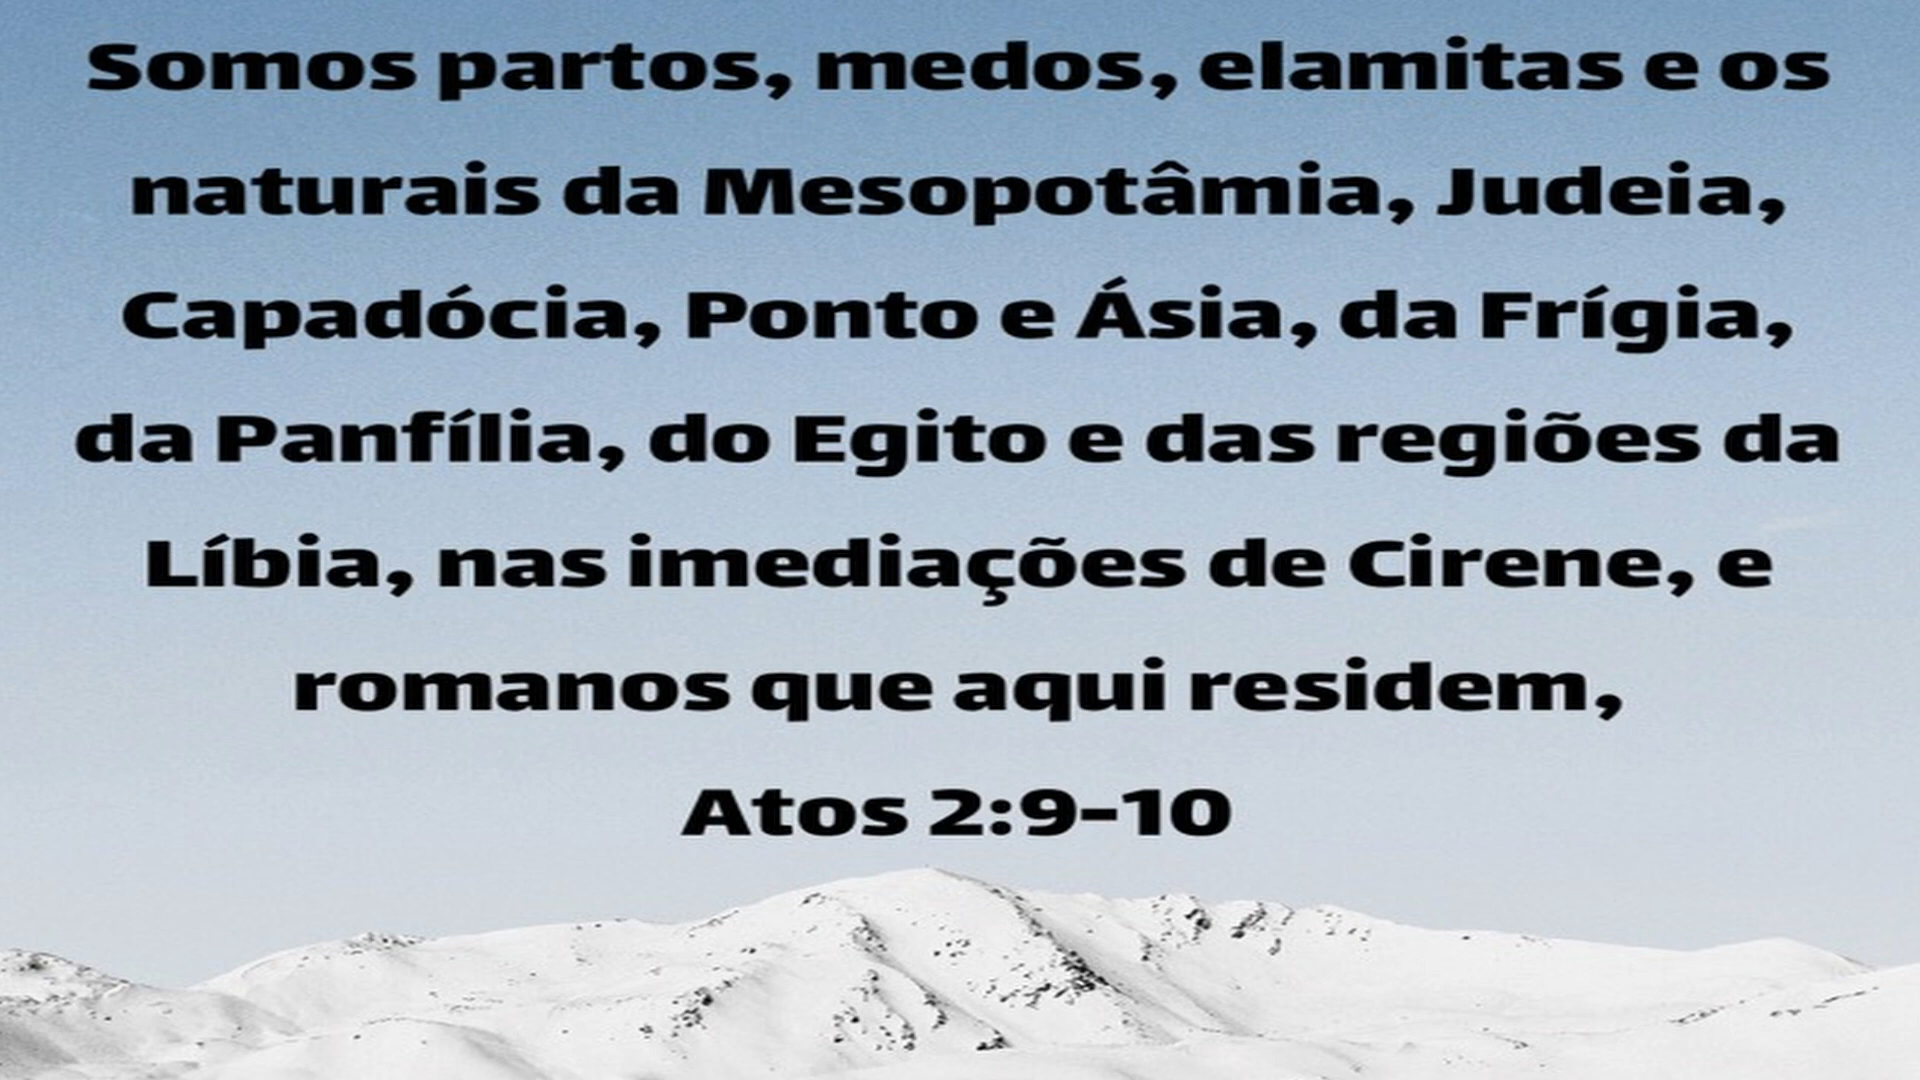 Somos partos, medos, elamitas e os
naturais da Mesopotâmia, Judeia,
Capadócia, Ponto e Ásia, da Frígia,
da Panfília, do Egito e das regiões da
Líbia, nas imediações de Cirene, e
romanos que aqui residem,
Atos 2:9-10